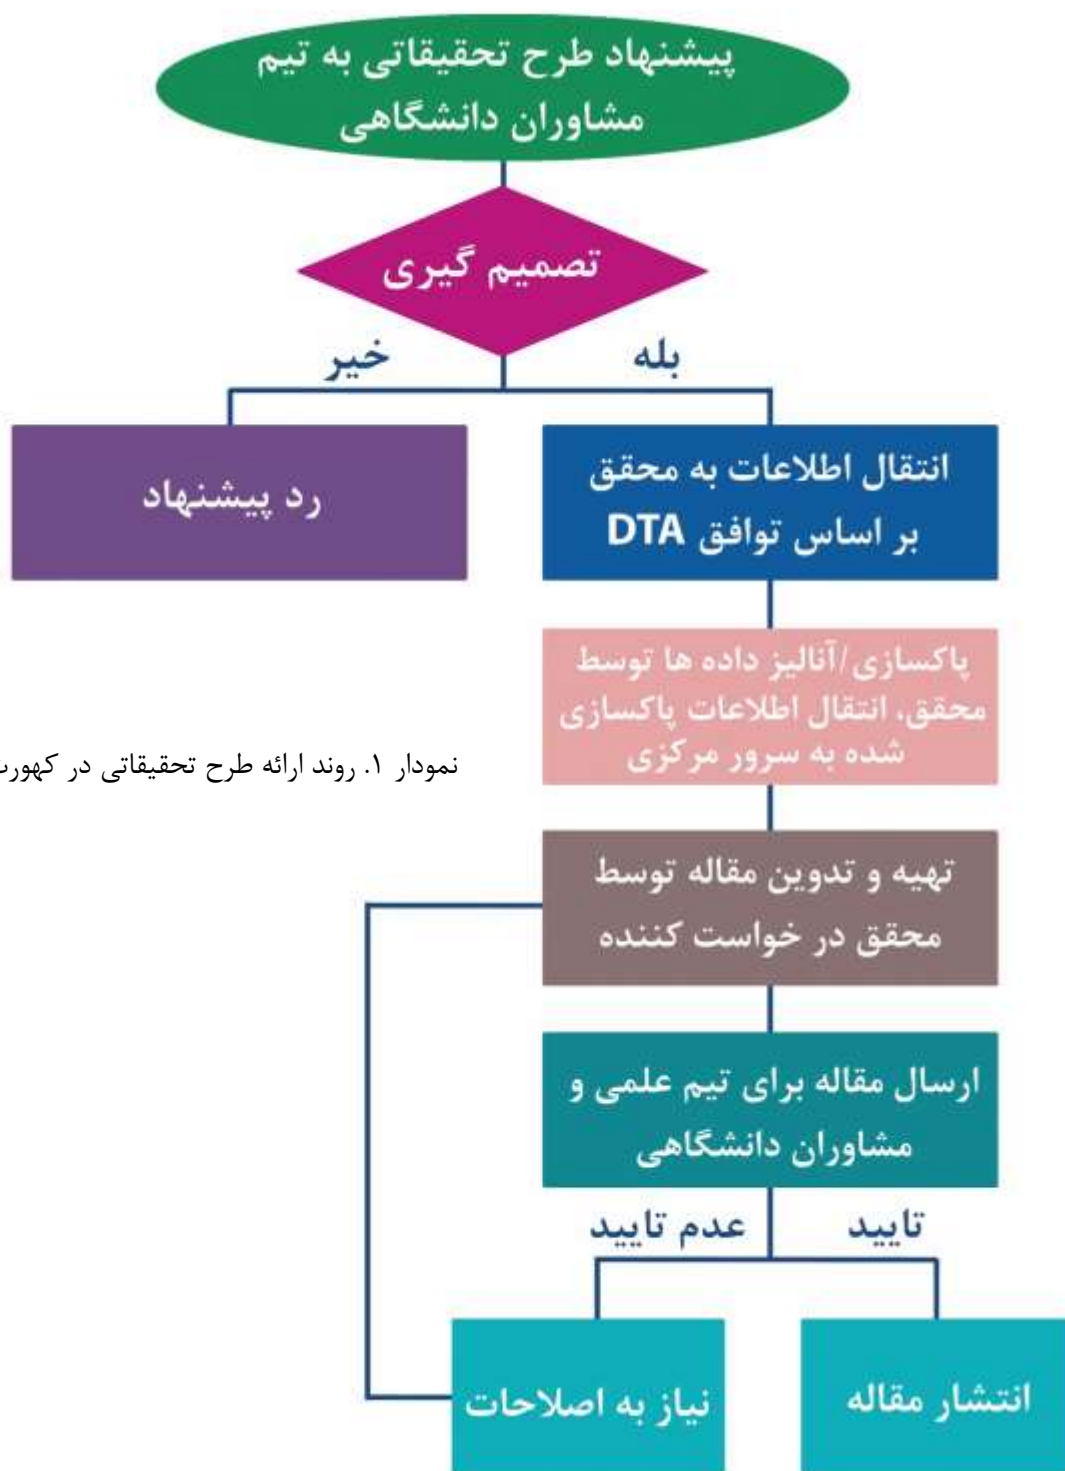 پیشنهاد طرح تحقیقاتی به تیم
مشاوران دانشگاهی
تصمیم گیری
بله
خیر
انتقال اطلاعات به محقق
بر اساس توافق DTA
رد پیشنهاد
پاکسازی/آنالیز داده ها توسط
محقق، انتقال اطلاعات پاکسازی
شده به سرور مرکزی
نمودار ۱. روند ارائه طرح تحقیقاتی در کهورت
تهیه و تدوین مقاله توسط
محقق در خواست کننده
ارسال مقاله برای تیم علمی و
مشاوران دانشگاهی
تایید
عدم تایید
انتشار مقاله
نیاز به اصلاحات